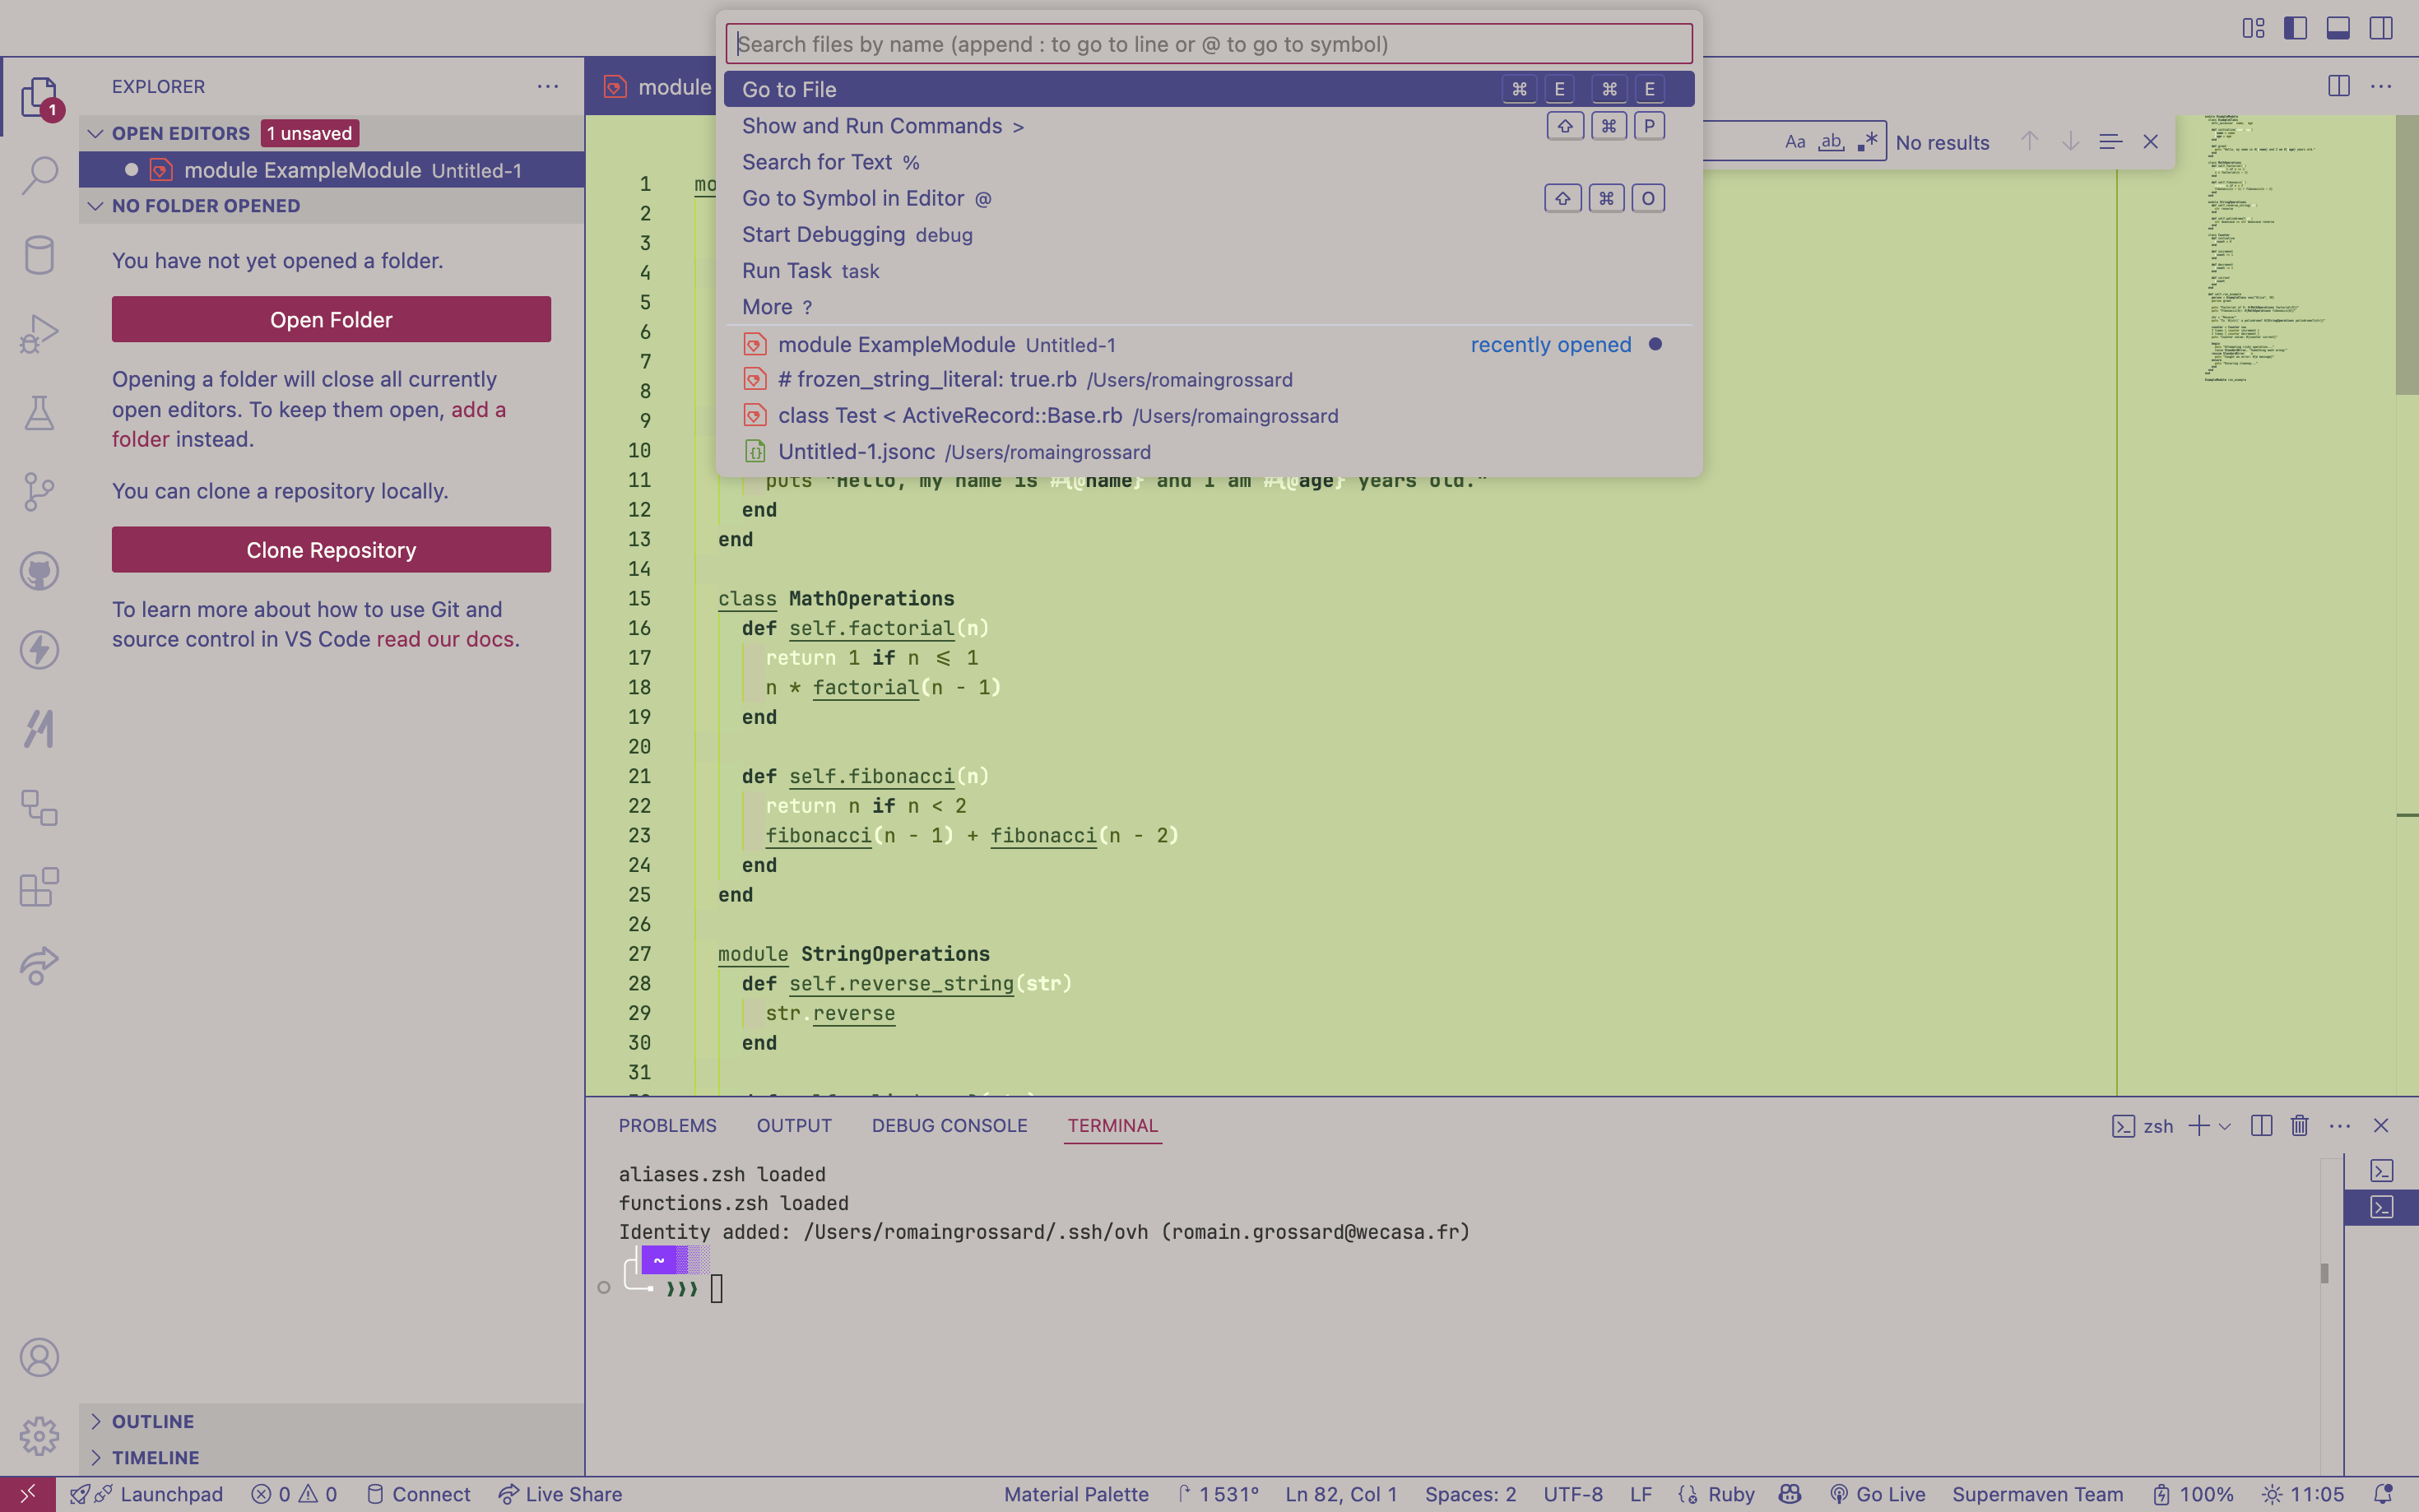 Search files by name (append : to go to line or @ to go to symbol)
Go to File ⌘ E ⌘ E
Show and Run Commands > ⇧ ⌘ P
Search for Text %
Go to Symbol in Editor @ ⇧ ⌘ O
Start Debugging debug
Run Task task
More ?
module ExampleModule Untitled-1 recently opened
# frozen_string_literal: true.rb /Users/romaingrossard
class Test < ActiveRecord::Base.rb /Users/romaingrossard
Untitled-1.jsonc /Users/romaingrossard
1
EXPLORER
OPEN EDITORS 1 unsaved
module ExampleModule Untitled-1
NO FOLDER OPENED
You have not yet opened a folder.
Open Folder
Opening a folder will close all currently
open editors. To keep them open, add a
folder instead.
You can clone a repository locally.
Clone Repository
To learn more about how to use Git and
source control in VS Code read our docs.
OUTLINE
TIMELINE
module
Aa ab .* No results
1 mo
2
3
4
5
6
7
8
9
10
11 puts "Hello, my name is #{@name} and I am #{@age} years old."
12 end
13 end
14
15 class MathOperations
16 def self.factorial(n)
17 return 1 if n <= 1
18 n * factorial(n - 1)
19 end
20
21 def self.fibonacci(n)
22 return n if n < 2
23 fibonacci(n - 1) + fibonacci(n - 2)
24 end
25 end
26
27 module StringOperations
28 def self.reverse_string(str)
29 str.reverse
30 end
31
PROBLEMS OUTPUT DEBUG CONSOLE TERMINAL zsh
aliases.zsh loaded
functions.zsh loaded
Identity added: /Users/romaingrossard/.ssh/ovh (romain.grossard@wecasa.fr)
~
❯❯❯
Launchpad 0 0 Connect Live Share Material Palette 1 531° Ln 82, Col 1 Spaces: 2 UTF-8 LF Ruby Go Live Supermaven Team 100% 11:05